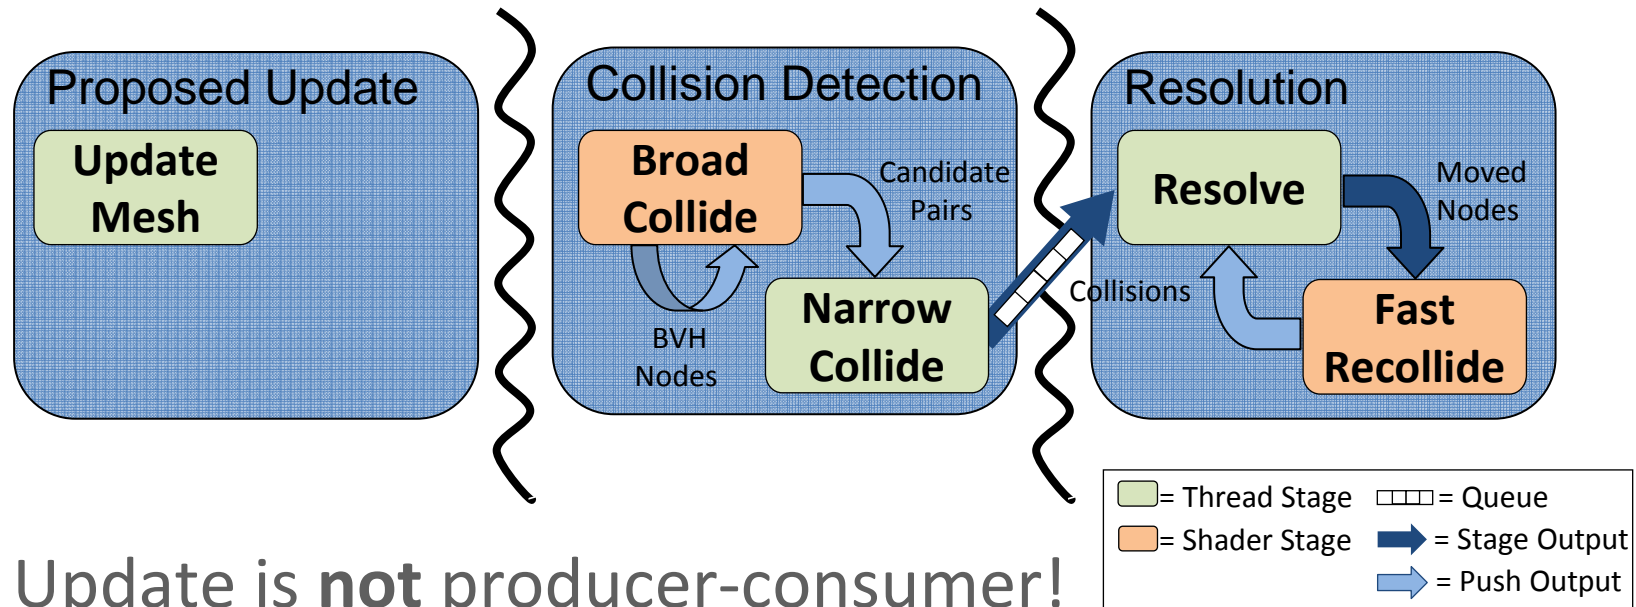 Proposed Update
Update
Mesh
Collision Detection
Broad
Collide
Candidate
Pairs
BVH
Nodes
Narrow
Collide
Resolution
Resolve
Moved
Nodes
Collisions
Fast
Recollide
= Thread Stage
= Queue
= Shader Stage
= Stage Output
= Push Output
Update is not producer-consumer!